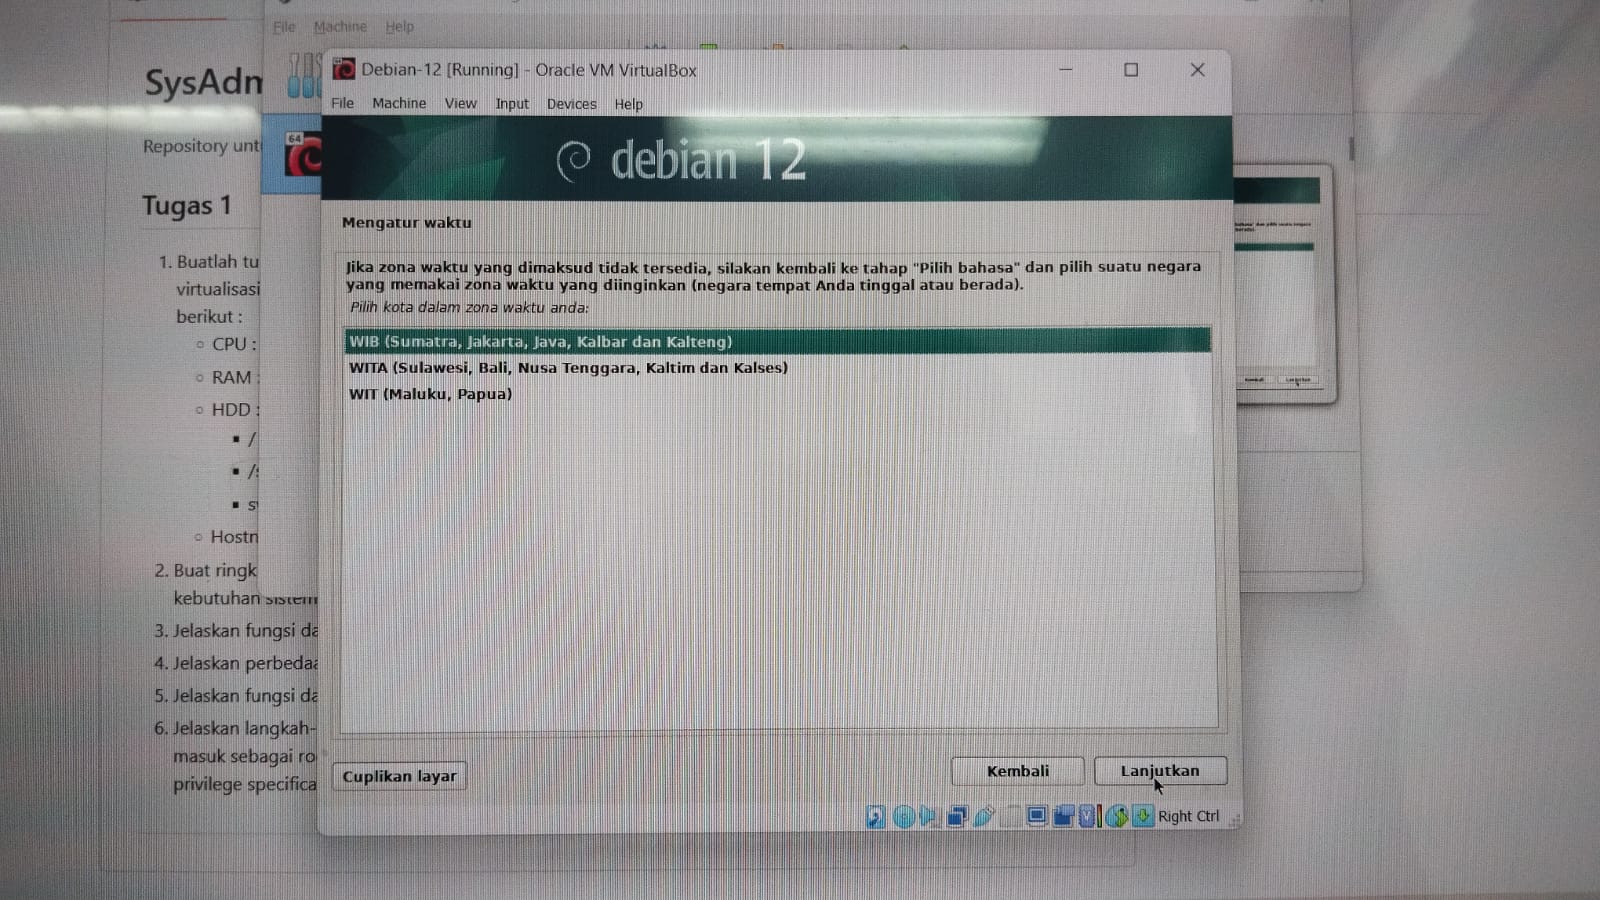 File Machine Help
SysAdm
Repository unt
Tugas 1
1. Buatlah tu
virtualisasi
berikut :
CPU :
RAM :
HDD :
/
Hostn
2. Buat ringk
kebutuhan sistem
3. Jelaskan fungsi da
4. Jelaskan perbedaa
5. Jelaskan fungsi da
6. Jelaskan langkah-
masuk sebagai ro
privilege specifica
64
Debian-12 [Running] - Oracle VM VirtualBox
File Machine View Input Devices Help
debian 12
Mengatur waktu
Jika zona waktu yang dimaksud tidak tersedia, silakan kembali ke tahap "Pilih bahasa" dan pilih suatu negara
yang memakai zona waktu yang diinginkan (negara tempat Anda tinggal atau berada).
Pilih kota dalam zona waktu anda:
WIB (Sumatra, Jakarta, Java, Kalbar dan Kalteng)
WITA (Sulawesi, Bali, Nusa Tenggara, Kaltim dan Kalses)
WIT (Maluku, Papua)
Cuplikan layar
Kembali
Lanjutkan
Right Ctrl